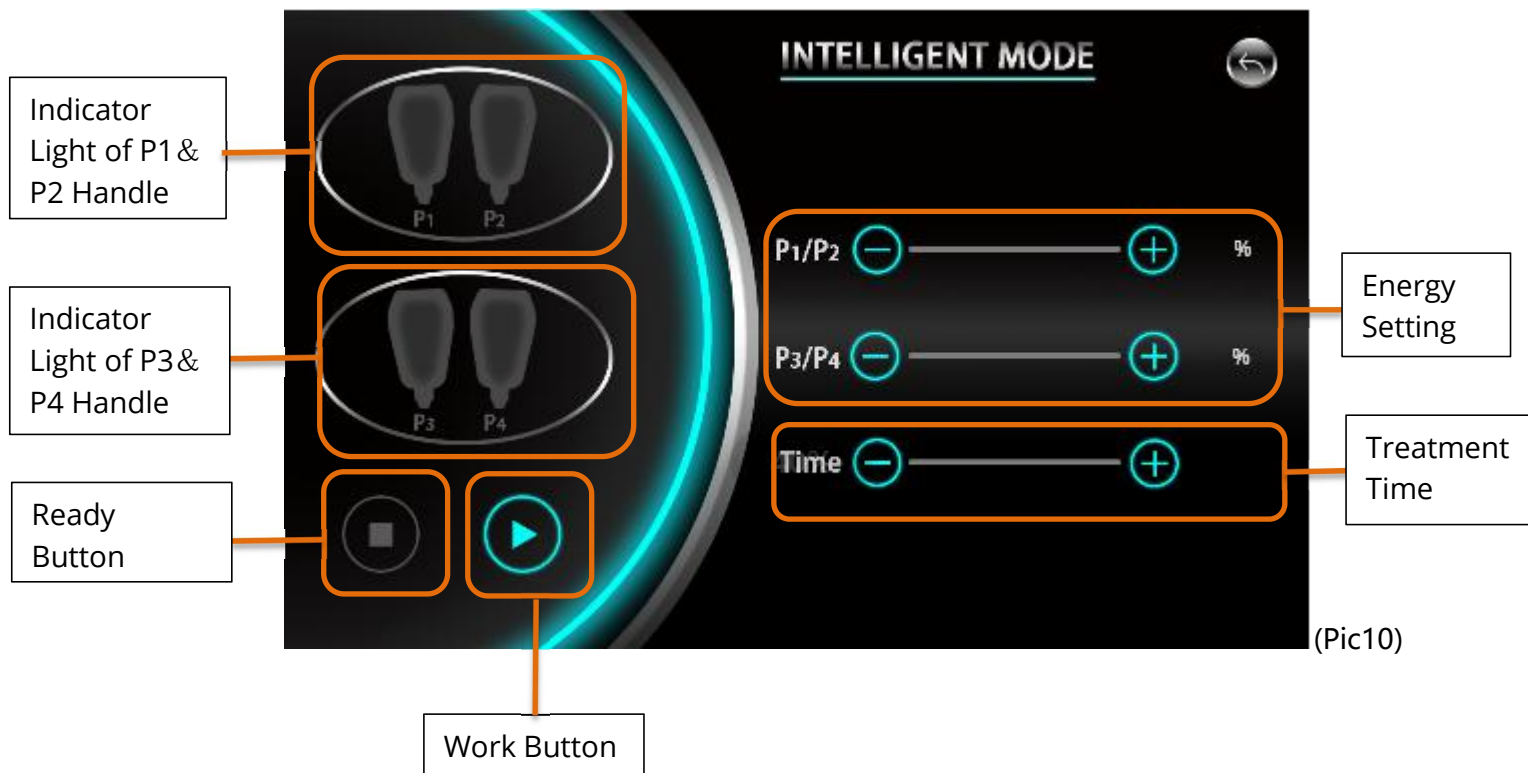 INTELLIGENT MODE
Indicator
Light of P1&
P2 Handle
P1 P2
P1/P2 %
Energy
Setting
Indicator
Light of P3&
P4 Handle
P3/P4 %
P3 P4
Time
Treatment
Time
Ready
Button
(Pic10)
Work Button